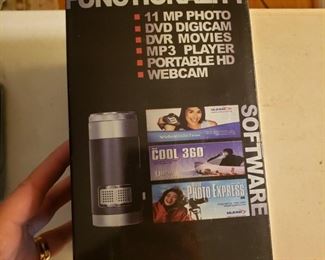 FUNCTIONALITY
11 MP PHOTO
DVD DIGICAM
DVR MOVIES
MP3 PLAYER
PORTABLE HD
WEBCAM
SOFTWARE
COOL 360
PHOTO EXPRESS